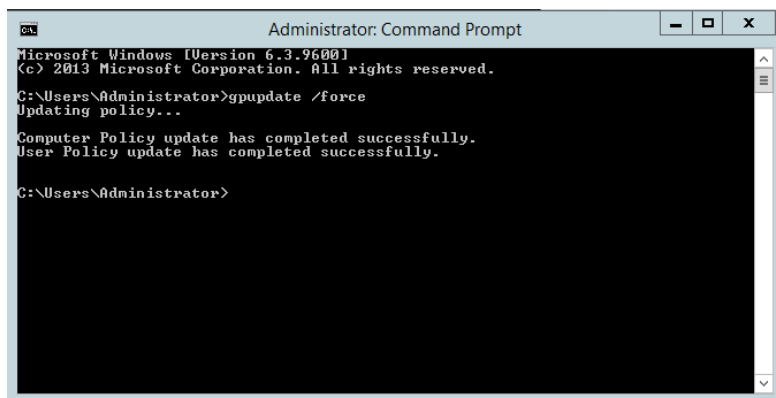 Administrator: Command Prompt
Microsoft Windows [Version 6.3.9600]
(c) 2013 Microsoft Corporation. All rights reserved.
C:\Users\Administrator>gpupdate /force
Updating policy...
Computer Policy update has completed successfully.
User Policy update has completed successfully.
C:\Users\Administrator>